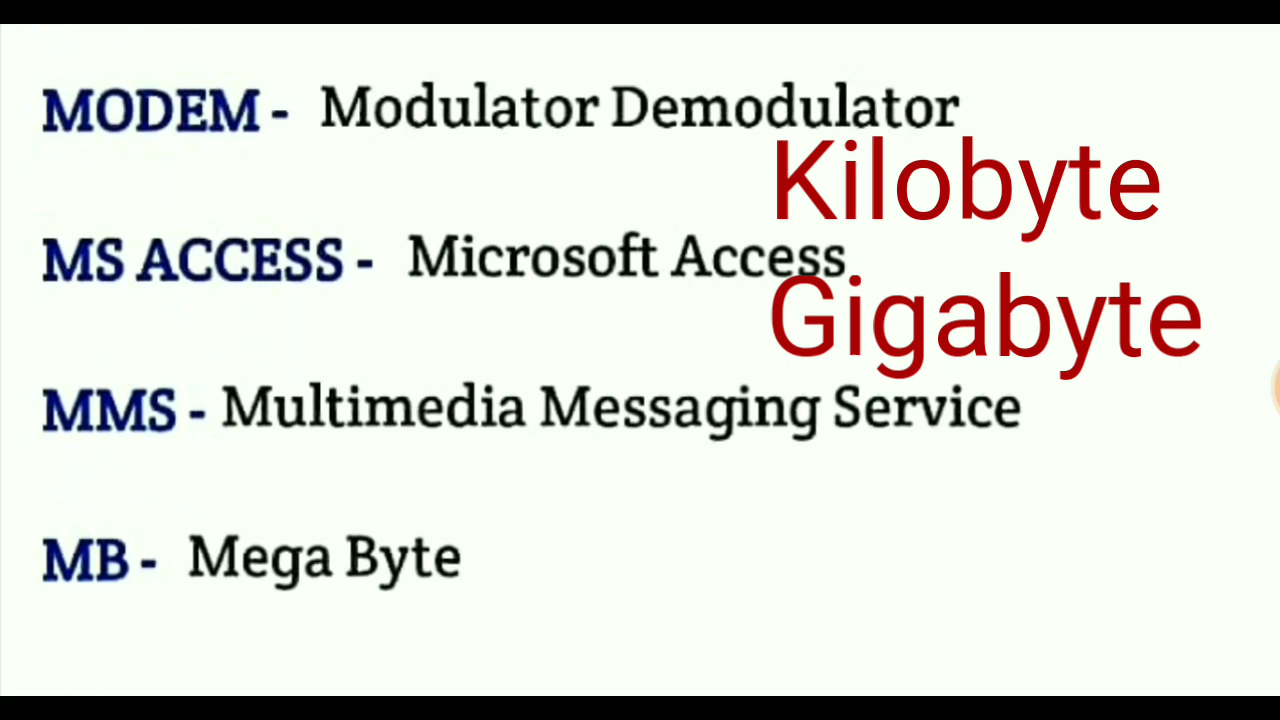 MODEM - Modulator Demodulator
Kilobyte
MS ACCESS - Microsoft Access
Gigabyte
MMS - Multimedia Messaging Service
MB - Mega Byte